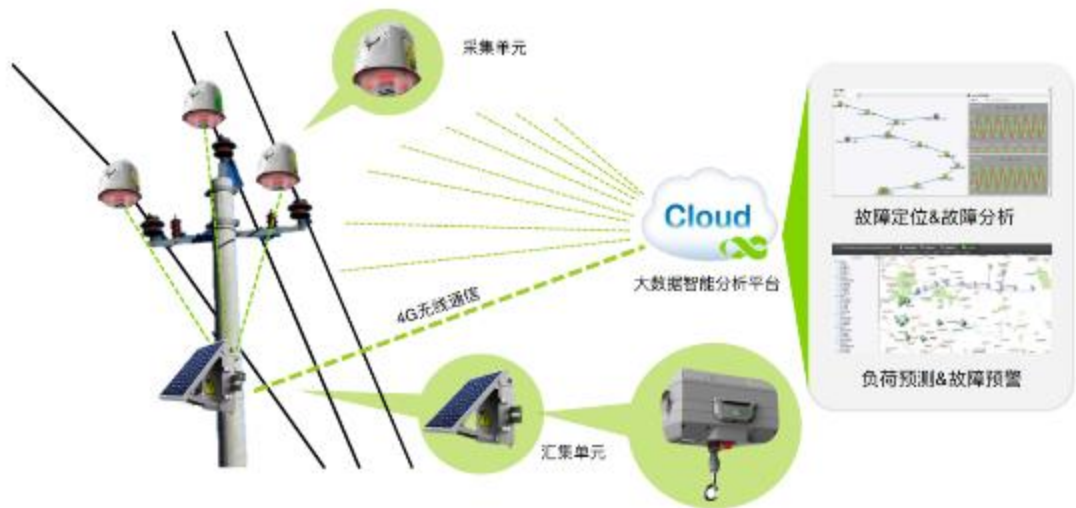 采集单元
Cloud
大数据智能分析平台
4G无线通信
汇集单元
故障定位&故障分析
负荷预测&故障预警